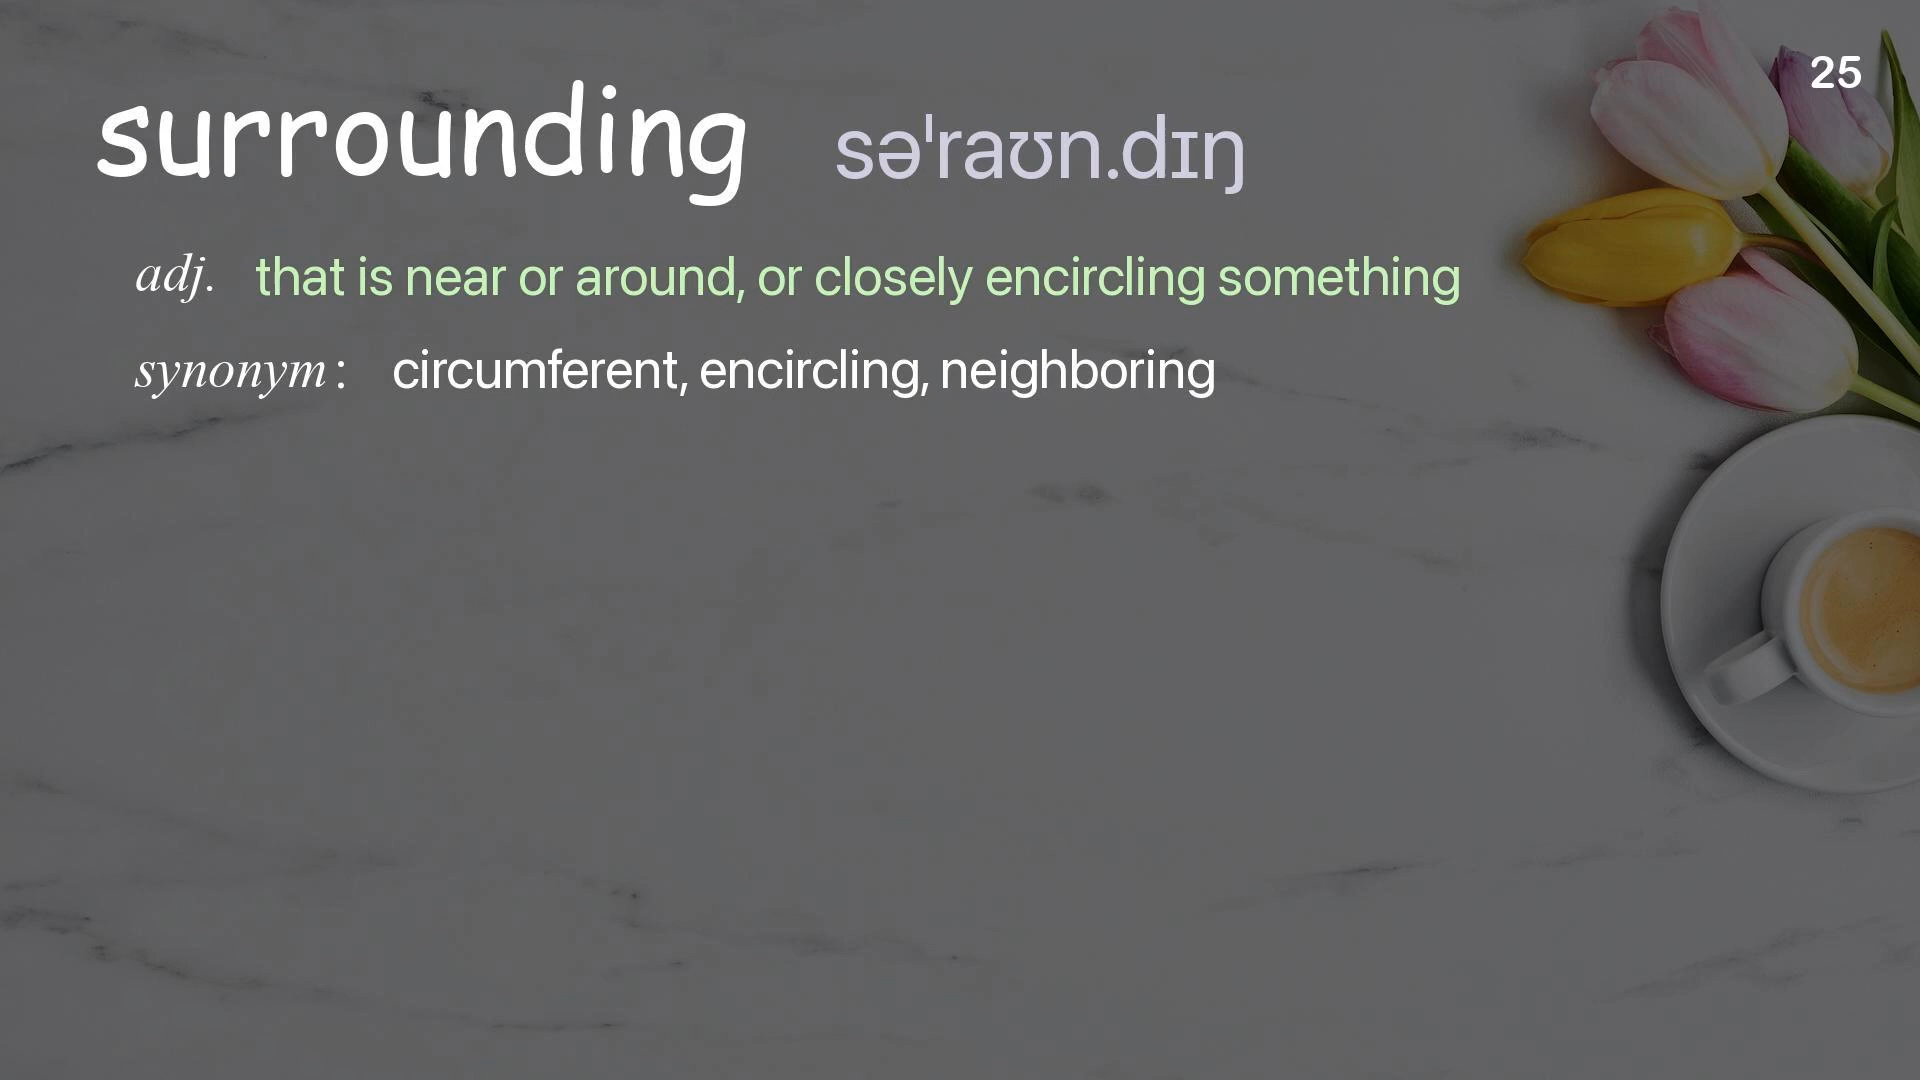 25
surrounding səˈraʊn.dɪŋ
adj. that is near or around, or closely encircling something
synonym : circumferent, encircling, neighboring